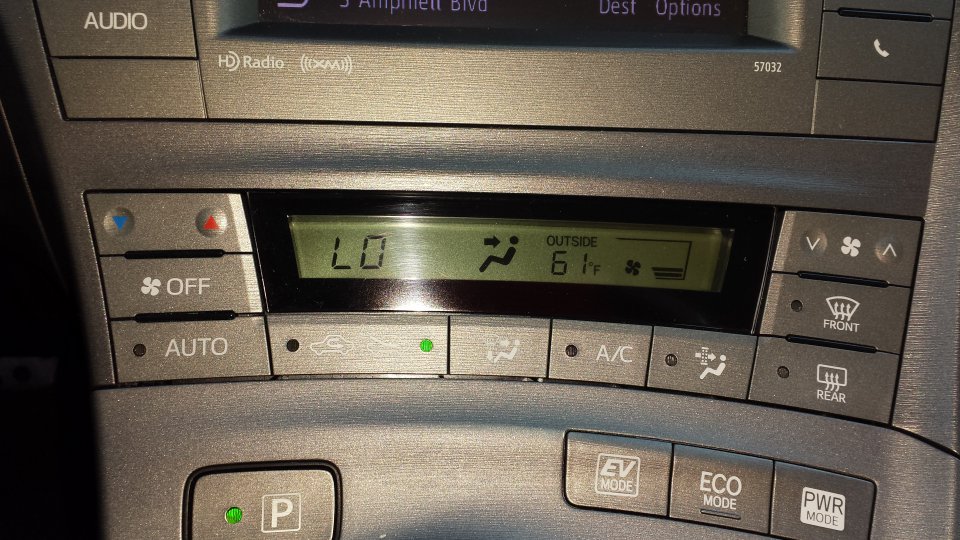 AUDIO
Dest Options
HD Radio ((XM))
57032
LO
OUTSIDE
61°F
OFF
AUTO
A/C
FRONT
REAR
P
EV
MODE
ECO
MODE
PWR
MODE